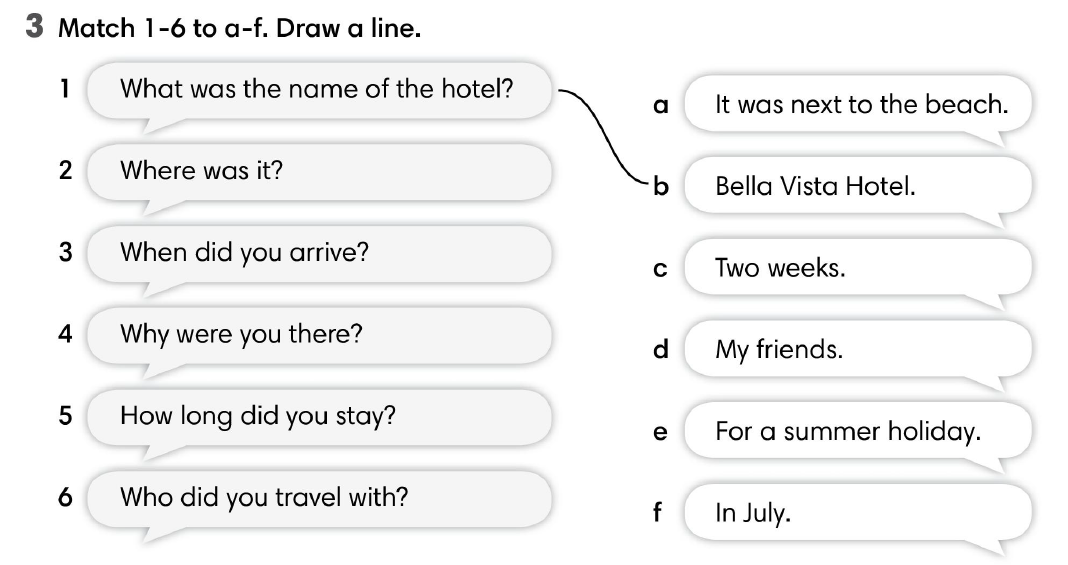 3 Match 1-6 to a-f. Draw a line.
1 What was the name of the hotel?
2 Where was it?
3 When did you arrive?
4 Why were you there?
5 How long did you stay?
6 Who did you travel with?
a It was next to the beach.
b Bella Vista Hotel.
c Two weeks.
d My friends.
e For a summer holiday.
f In July.